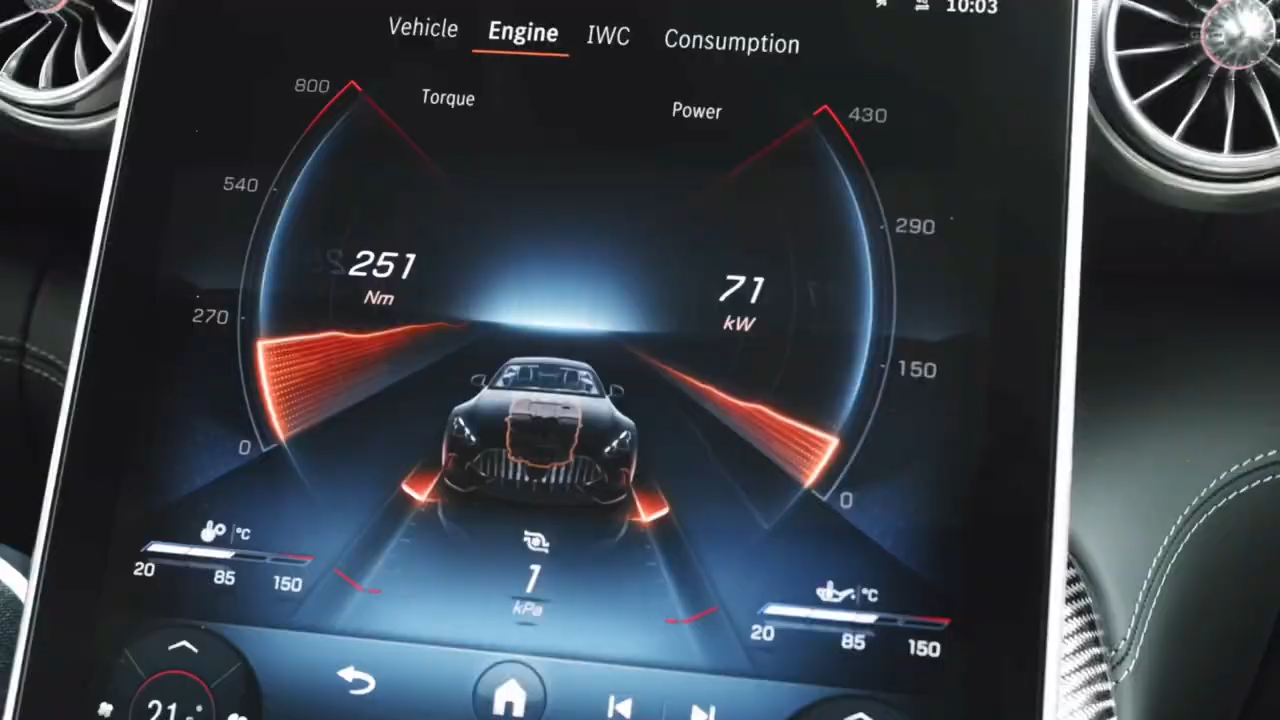 10:03
Vehicle Engine IWC Consumption
Torque Power
800 430
540 290
251 71
Nm kW
270 150
0 0
°C °C
20 85 150
1
kPa
20 85 150
21